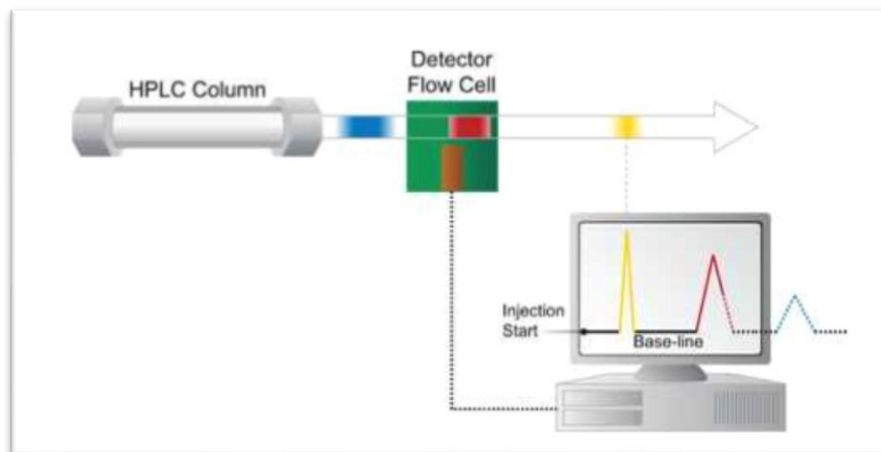 Detector
Flow Cell
HPLC Column
Injection
Start
Base-line